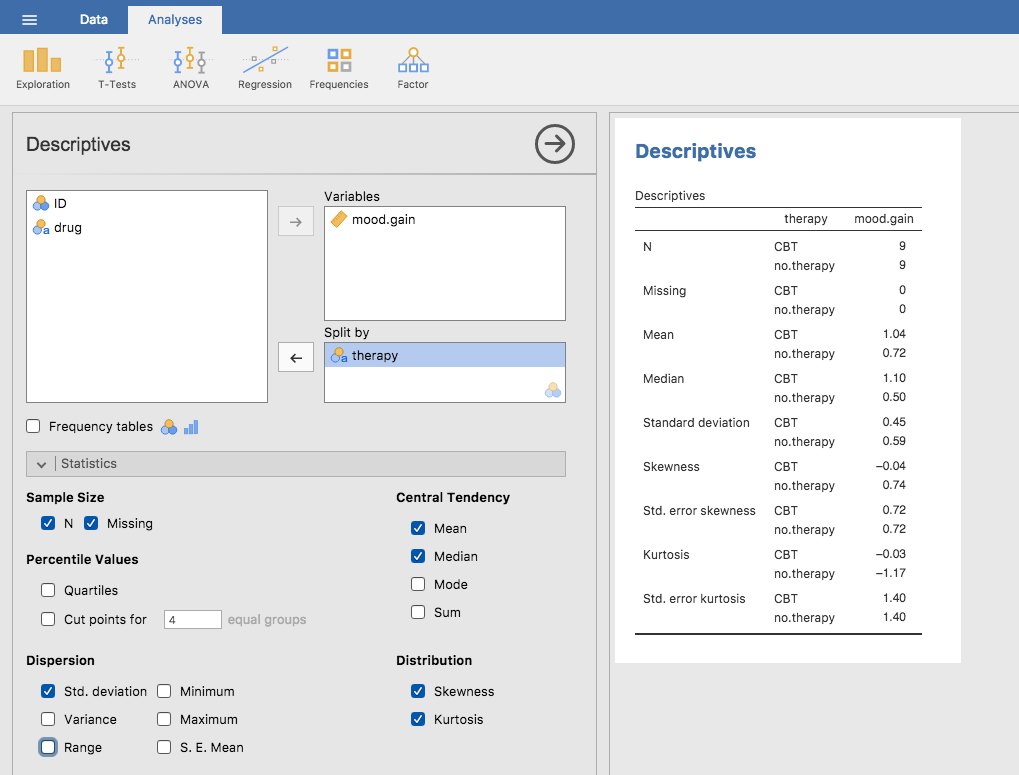 Data Analyses
Exploration T-Tests ANOVA Regression Frequencies Factor
Descriptives
ID
a drug
Variables
mood.gain
Split by
a therapy
Frequency tables
Statistics
Sample Size
N Missing
Percentile Values
Quartiles
Cut points for 4 equal groups
Dispersion
Std. deviation Minimum
Variance Maximum
Range S. E. Mean
Central Tendency
Mean
Median
Mode
Sum
Distribution
Skewness
Kurtosis
Descriptives
Descriptives
therapy mood.gain
N CBT 9
no.therapy 9
Missing CBT 0
no.therapy 0
Mean CBT 1.04
no.therapy 0.72
Median CBT 1.10
no.therapy 0.50
Standard deviation CBT 0.45
no.therapy 0.59
Skewness CBT −0.04
no.therapy 0.74
Std. error skewness CBT 0.72
no.therapy 0.72
Kurtosis CBT −0.03
no.therapy −1.17
Std. error kurtosis CBT 1.40
no.therapy 1.40